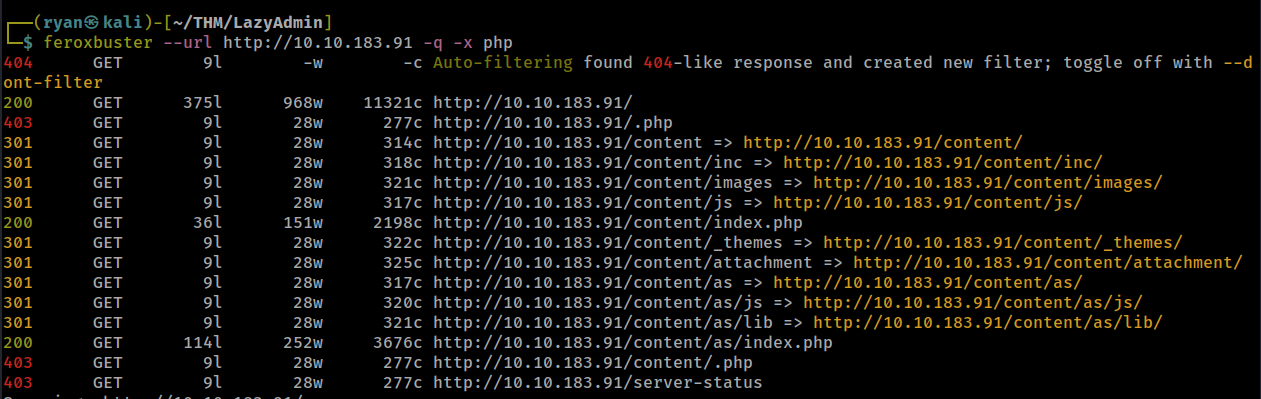 ┌──(ryan㉿kali)-[~/THM/LazyAdmin]
└─$ feroxbuster --url http://10.10.183.91 -q -x php
404      GET        9l        -w        -c Auto-filtering found 404-like response and created new filter; toggle off with --d
ont-filter
200      GET      375l      968w    11321c http://10.10.183.91/
403      GET        9l       28w      277c http://10.10.183.91/.php
301      GET        9l       28w      314c http://10.10.183.91/content => http://10.10.183.91/content/
301      GET        9l       28w      318c http://10.10.183.91/content/inc => http://10.10.183.91/content/inc/
301      GET        9l       28w      321c http://10.10.183.91/content/images => http://10.10.183.91/content/images/
301      GET        9l       28w      317c http://10.10.183.91/content/js => http://10.10.183.91/content/js/
200      GET       36l      151w     2198c http://10.10.183.91/content/index.php
301      GET        9l       28w      322c http://10.10.183.91/content/_themes => http://10.10.183.91/content/_themes/
301      GET        9l       28w      325c http://10.10.183.91/content/attachment => http://10.10.183.91/content/attachment/
301      GET        9l       28w      317c http://10.10.183.91/content/as => http://10.10.183.91/content/as/
301      GET        9l       28w      320c http://10.10.183.91/content/as/js => http://10.10.183.91/content/as/js/
301      GET        9l       28w      321c http://10.10.183.91/content/as/lib => http://10.10.183.91/content/as/lib/
200      GET      114l      252w     3676c http://10.10.183.91/content/as/index.php
403      GET        9l       28w      277c http://10.10.183.91/content/.php
403      GET        9l       28w      277c http://10.10.183.91/server-status